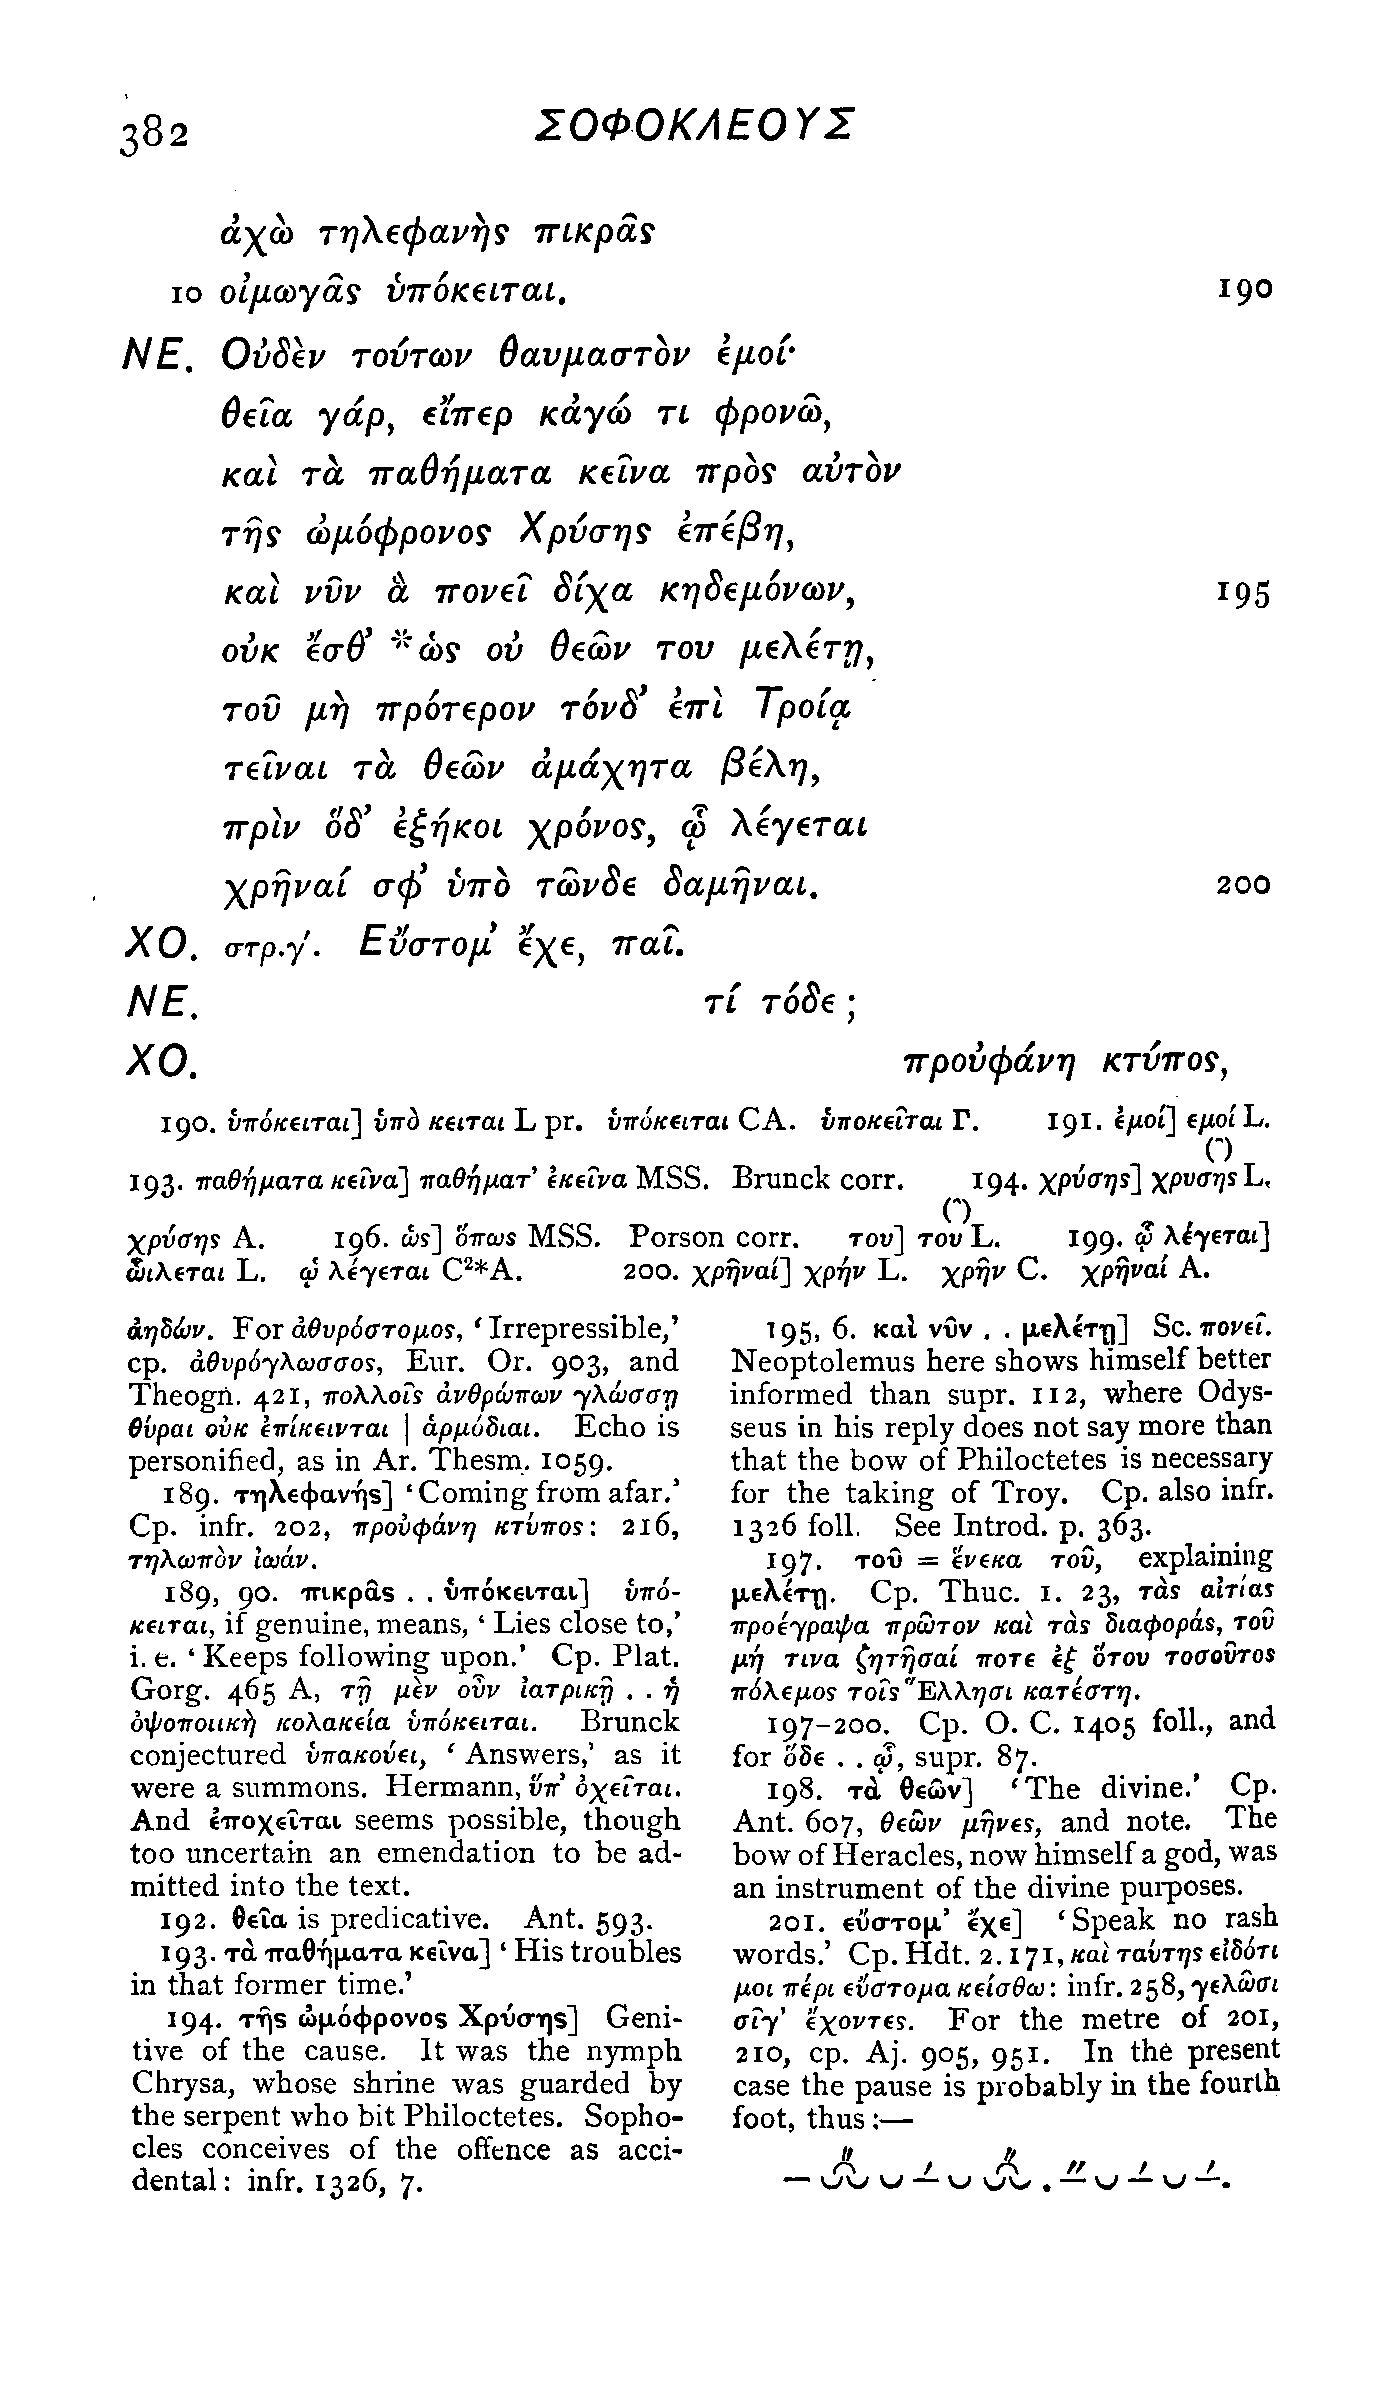 382 ΣΟΦΟΚΛΕΟΥΣ
ἀχὼ τηλεφανὴς πικρᾶς
10 οἰμωγᾶς ὑπόκειται. 190
ΝΕ. Οὐδὲν τούτων θαυμαστὸν ἐμοί·
θεῖα γάρ, εἴπερ κἀγώ τι φρονῶ,
καὶ τὰ παθήματα κεῖνα πρὸς αὐτὸν
τῆς ὠμόφρονος Χρύσης ἐπέβη,
καὶ νῦν ἃ πονεῖ δίχα κηδεμόνων, 195
οὐκ ἔσθ’ *ὡς οὐ θεῶν του μελέτῃ,
τοῦ μὴ πρότερον τόνδ’ ἐπὶ Τροίᾳ
τεῖναι τὰ θεῶν ἀμάχητα βέλη,
πρὶν ὅδ’ ἐξήκοι χρόνος, ᾧ λέγεται
χρῆναί σφ’ ὑπὸ τῶνδε δαμῆναι. 200
ΧΟ. στρ.γ′. Εὔστομ’ ἔχε, παῖ.
ΝΕ. τί τόδε ;
ΧΟ. προὐφάνη κτύπος,
190. ὑπόκειται] ὑπὸ κειται L pr. ὑπόκειται CA. ὑποκεῖται Γ. 191. ἐμοί] εμοί L.
193. παθήματα κεῖνα] παθήματ’ ἐκεῖνα MSS. Brunck corr. 194. χρύσης] χρυσης L.
χρύσης A. 196. ὡς] ὅπως MSS. Porson corr. του] του L. 199. ᾧ λέγεται]
ὧιλεται L. ᾧ λέγεται C²*A. 200. χρῆναί] χρήν L. χρῆν C. χρῆναί A.
ἀηδών. For ἀθυρόστομος, ‘Irrepressible,’
cp. ἀθυρόγλωσσος, Eur. Or. 903, and
Theogn. 421, πολλοῖς ἀνθρώπων γλώσσῃ
θύραι οὐκ ἐπίκεινται | ἁρμόδιαι. Echo is
personified, as in Ar. Thesm. 1059.
189. τηλεφανής] ‘Coming from afar.’
Cp. infr. 202, προὐφάνη κτύπος: 216,
τηλωπὸν ἰωάν.
189, 90. πικρᾶς . . ὑπόκειται] ὑπό-
κειται, if genuine, means, ‘Lies close to,’
i. e. ‘Keeps following upon.’ Cp. Plat.
Gorg. 465 A, τῇ μὲν οὖν ἰατρικῇ . . ἡ
ὀψοποιικὴ κολακεία ὑπόκειται. Brunck
conjectured ὑπακούει, ‘Answers,’ as it
were a summons. Hermann, ὕπ’ ὀχεῖται.
And ἐποχεῖται seems possible, though
too uncertain an emendation to be ad-
mitted into the text.
192. θεῖα is predicative. Ant. 593.
193. τὰ παθήματα κεῖνα] ‘His troubles
in that former time.’
194. τῆς ὠμόφρονος Χρύσης] Geni-
tive of the cause. It was the nymph
Chrysa, whose shrine was guarded by
the serpent who bit Philoctetes. Sopho-
cles conceives of the offence as acci-
dental: infr. 1326, 7.
195, 6. καὶ νῦν . . μελέτῃ] Sc. πονεῖ.
Neoptolemus here shows himself better
informed than supr. 112, where Odys-
seus in his reply does not say more than
that the bow of Philoctetes is necessary
for the taking of Troy. Cp. also infr.
1326 foll. See Introd. p. 363.
197. τοῦ = ἕνεκα τοῦ, explaining
μελέτῃ. Cp. Thuc. 1. 23, τὰς αἰτίας
προέγραψα πρῶτον καὶ τὰς διαφοράς, τοῦ
μή τινα ζητῆσαί ποτε ἐξ ὅτου τοσοῦτος
πόλεμος τοῖς Ἕλλησι κατέστη.
197–200. Cp. O. C. 1405 foll., and
for ὅδε . . ᾧ, supr. 87.
198. τὰ θεῶν] ‘The divine.’ Cp.
Ant. 607, θεῶν μῆνες, and note. The
bow of Heracles, now himself a god, was
an instrument of the divine purposes.
201. εὔστομ’ ἔχε] ‘Speak no rash
words.’ Cp. Hdt. 2. 171, καὶ ταύτης εἰδότι
μοι πέρι εὔστομα κείσθω: infr. 258, γελῶσι
σῖγ’ ἔχοντες. For the metre of 201,
210, cp. Aj. 905, 951. In the present
case the pause is probably in the fourth
foot, thus:—